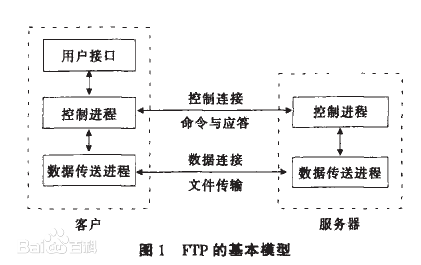 用户接口
控制进程
控制连接
命令与应答
控制进程
数据传送进程
数据连接
文件传输
数据传送进程
客户
服务器
Baidu百科
图1 FTP的基本模型